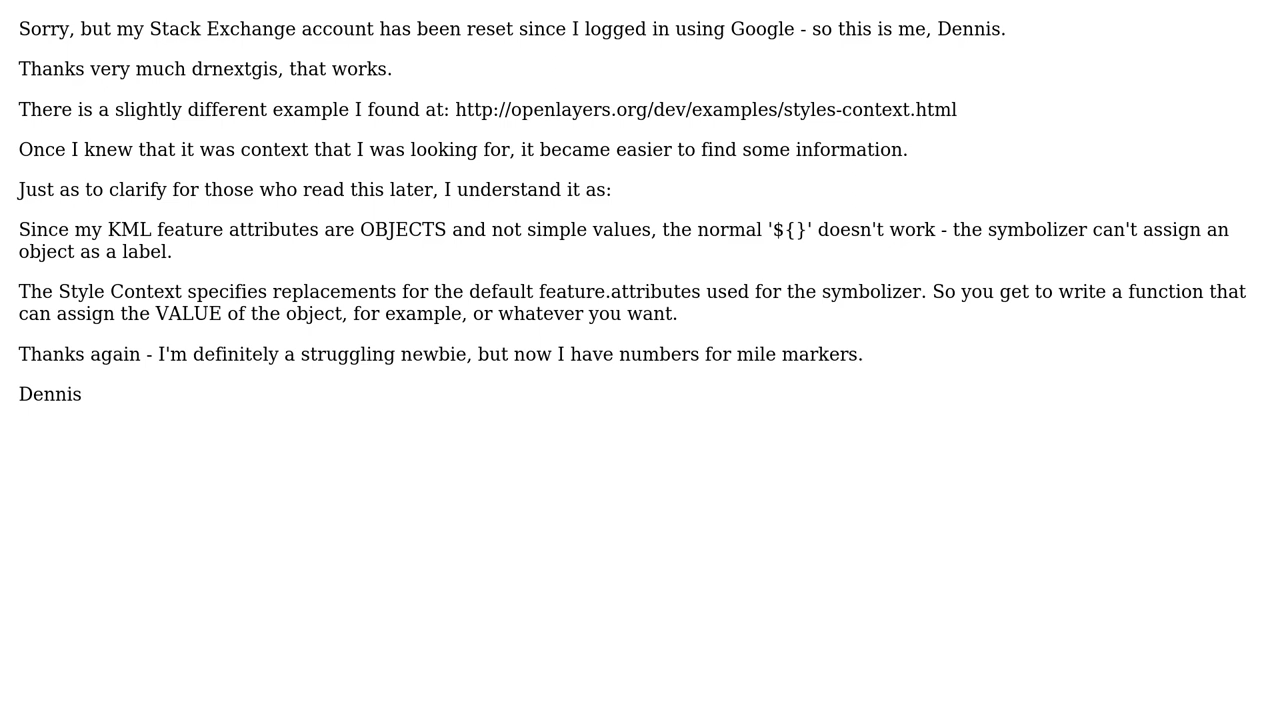 Sorry, but my Stack Exchange account has been reset since I logged in using Google - so this is me, Dennis.
Thanks very much drnextgis, that works.
There is a slightly different example I found at: http://openlayers.org/dev/examples/styles-context.html
Once I knew that it was context that I was looking for, it became easier to find some information.
Just as to clarify for those who read this later, I understand it as:
Since my KML feature attributes are OBJECTS and not simple values, the normal '${}' doesn't work - the symbolizer can't assign an
object as a label.
The Style Context specifies replacements for the default feature.attributes used for the symbolizer. So you get to write a function that
can assign the VALUE of the object, for example, or whatever you want.
Thanks again - I'm definitely a struggling newbie, but now I have numbers for mile markers.
Dennis